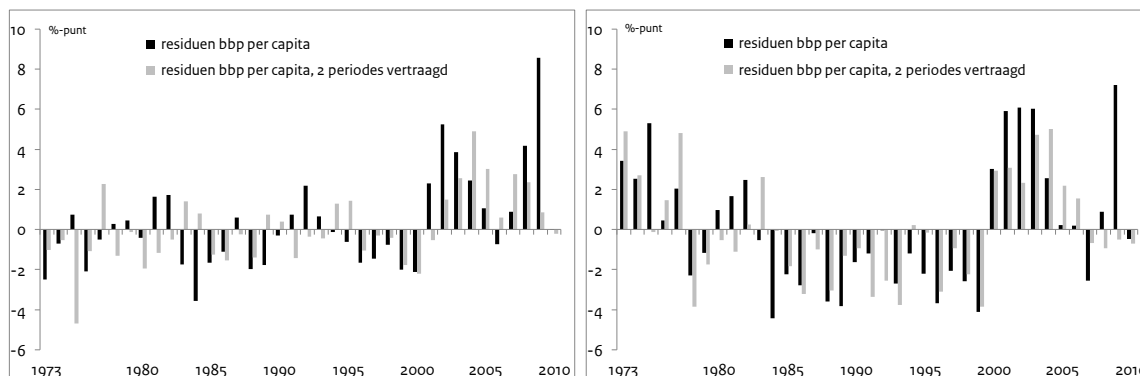 10 %-punt
residuen bbp per capita
8
residuen bbp per capita, 2 periodes vertraagd
6
4
2
0
-2
-4
-6
1973 1980 1985 1990 1995 2000 2005 2010
10 %-punt
residuen bbp per capita
8
residuen bbp per capita, 2 periodes vertraagd
6
4
2
0
-2
-4
-6
1973 1980 1985 1990 1995 2000 2005 2010